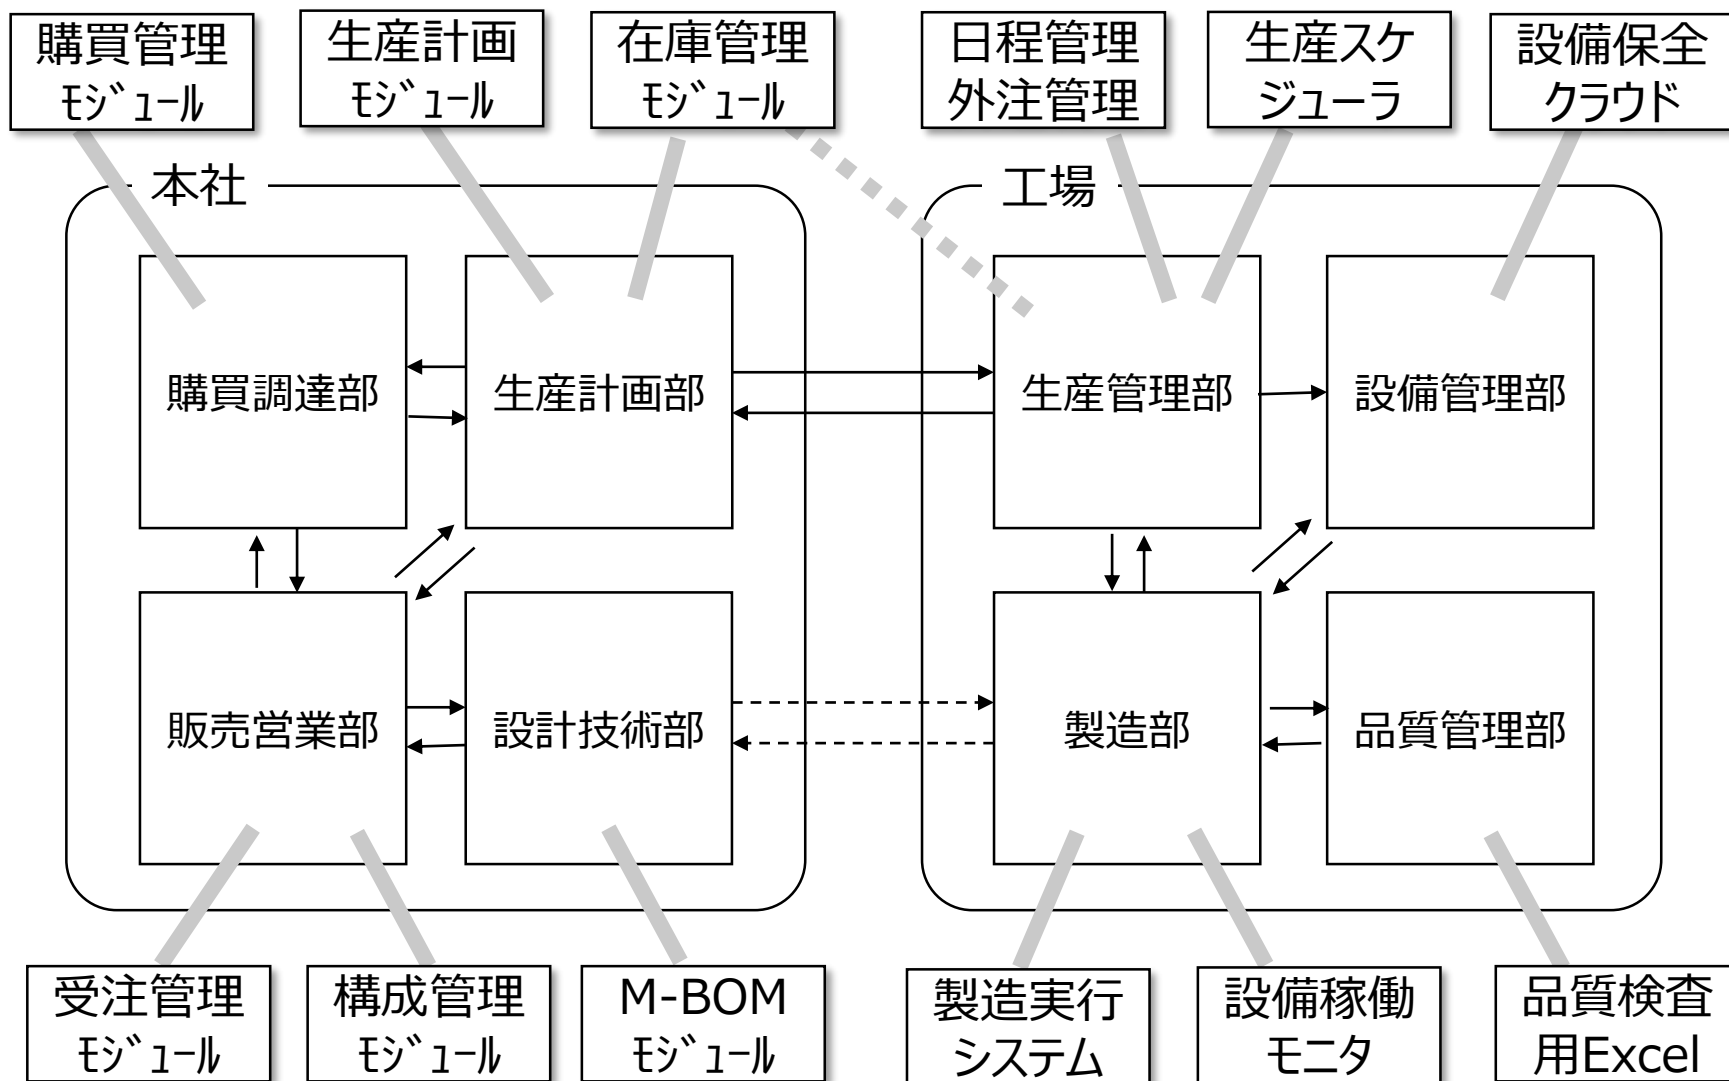 購買管理
ﾓｼﾞｭｰﾙ
生産計画
ﾓｼﾞｭｰﾙ
在庫管理
ﾓｼﾞｭｰﾙ
日程管理
外注管理
生産スケ
ジューラ
設備保全
クラウド
本社
工場
購買調達部
生産計画部
生産管理部
設備管理部
販売営業部
設計技術部
製造部
品質管理部
受注管理
ﾓｼﾞｭｰﾙ
構成管理
ﾓｼﾞｭｰﾙ
M-BOM
ﾓｼﾞｭｰﾙ
製造実行
システム
設備稼働
モニタ
品質検査
用Excel